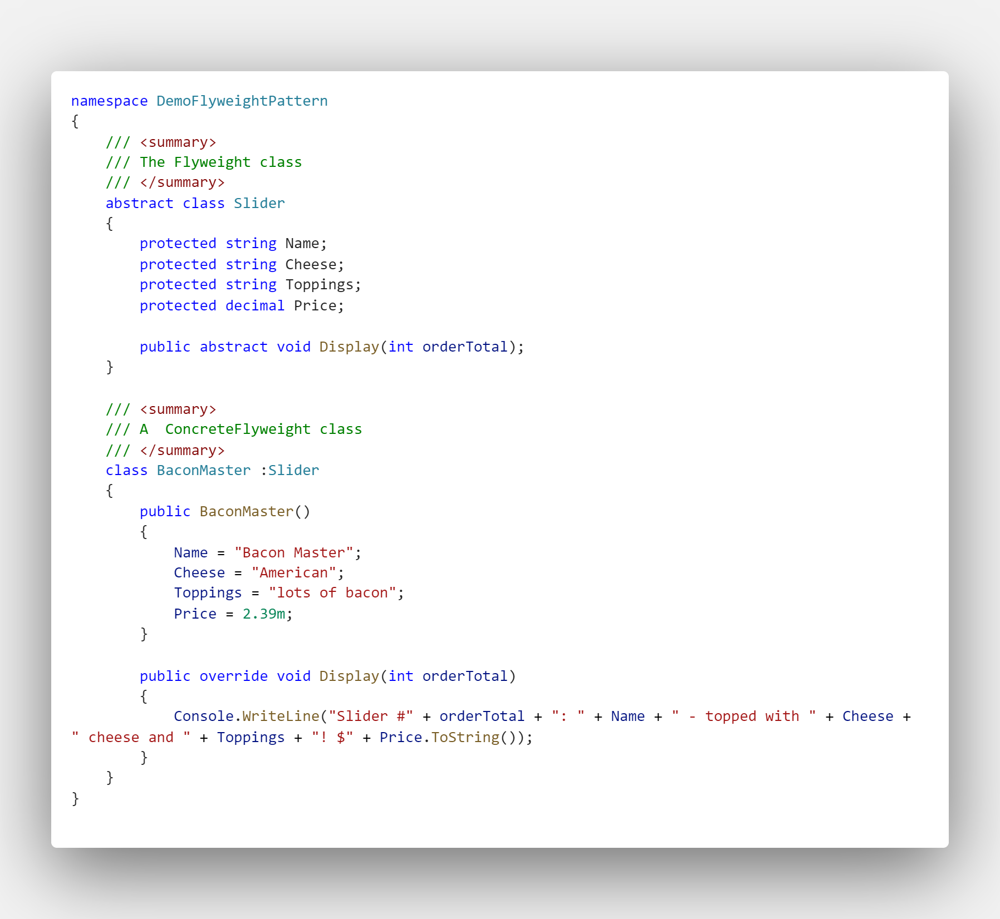 namespace DemoFlyweightPattern
{
    /// <summary>
    /// The Flyweight class
    /// </summary>
    abstract class Slider
    {
        protected string Name;
        protected string Cheese;
        protected string Toppings;
        protected decimal Price;

        public abstract void Display(int orderTotal);
    }

    /// <summary>
    /// A  ConcreteFlyweight class
    /// </summary>
    class BaconMaster :Slider
    {
        public BaconMaster()
        {
            Name = "Bacon Master";
            Cheese = "American";
            Toppings = "lots of bacon";
            Price = 2.39m;
        }

        public override void Display(int orderTotal)
        {
            Console.WriteLine("Slider #" + orderTotal + ": " + Name + " - topped with " + Cheese +
" cheese and " + Toppings + "! $" + Price.ToString());
        }
    }
}